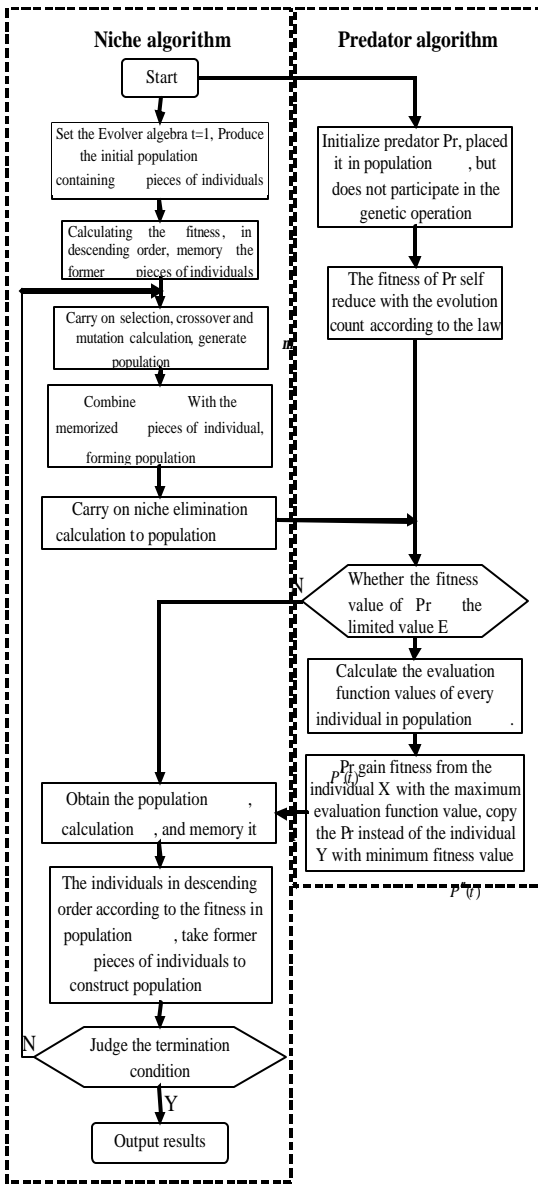 Niche algorithm
Start
Set the Evolver algebra t=1, Produce
the initial population
containing pieces of individuals
Calculating the fitness, in
descending order, memory the
former pieces of individuals
Carry on selection, crossover and
mutation calculation, generate
population
Combine With the
memorized pieces of individual,
forming population
Carry on niche elimination
calculation to population
Predator algorithm
Initialize predator Pr, placed
it in population , but
does not participate in the
genetic operation
The fitness of Pr self
reduce with the evolution
count according to the law
m
Whether the fitness
value of Pr the
limited value E
N
Calculate the evaluation
function values of every
individual in population .
Pr gain fitness from the
P'(t)
individual X with the maximum
evaluation function value, copy
the Pr instead of the individual
Y with minimum fitness value
P''(t)
Obtain the population ,
calculation , and memory it
The individuals in descending
order according to the fitness in
population , take former
pieces of individuals to
construct population
N
Judge the termination
condition
Y
Output results